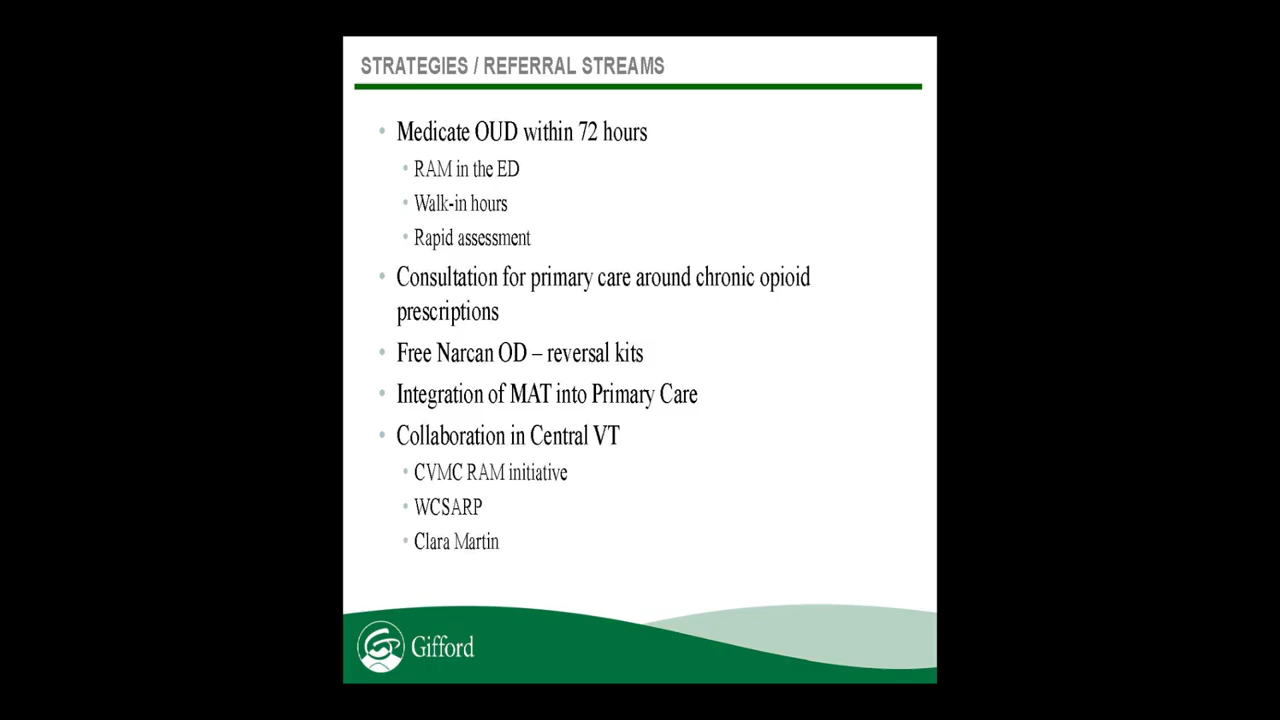 STRATEGIES / REFERRAL STREAMS
• Medicate OUD within 72 hours
• RAM in the ED
• Walk-in hours
• Rapid assessment
• Consultation for primary care around chronic opioid
prescriptions
• Free Narcan OD – reversal kits
• Integration of MAT into Primary Care
• Collaboration in Central VT
• CVMC RAM initiative
• WCSARP
• Clara Martin
Gifford